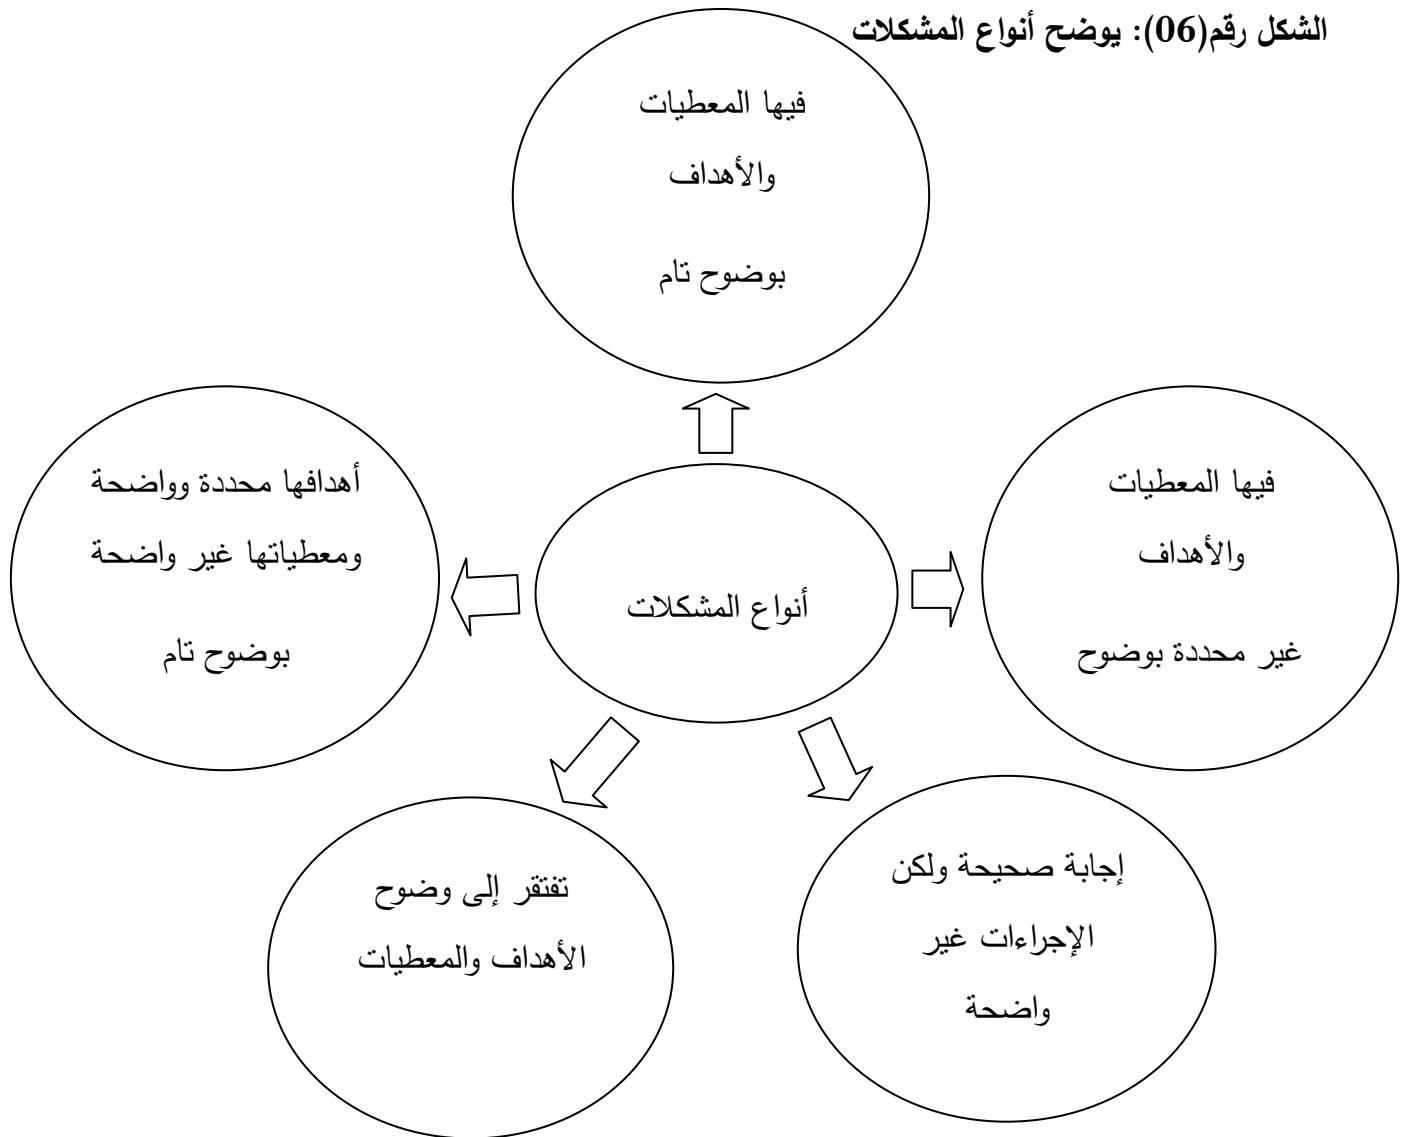 الشكل رقم(06): يوضح أنواع المشكلات
فيها المعطيات
والأهداف
بوضوح تام
فيها المعطيات
والأهداف
غير محددة بوضوح
أهدافها محددة وواضحة
ومعطياتها غير واضحة
بوضوح تام
أنواع المشكلات
إجابة صحيحة ولكن
الإجراءات غير
واضحة
تفتقر إلى وضوح
الأهداف والمعطيات